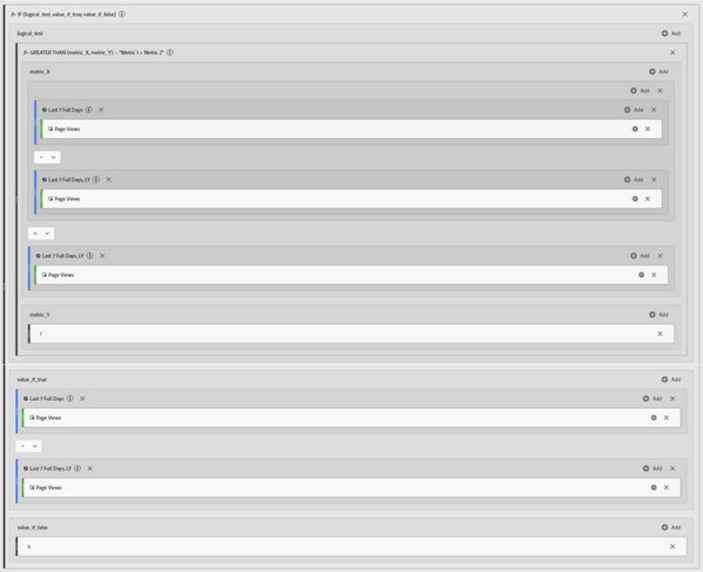 IF (logical_test, value_if_true, value_if_false)
logical_test
Add
GREATER THAN (metric_X, metric_Y) - "Metric 1 > Metric 2"
metric_X
Add
Add
Last 7 Full Days
Add
Page Views
Last 7 Full Days, LY
Add
Page Views
Last 7 Full Days, LY
Add
Page Views
metric_Y
Add
1
value_if_true
Add
Last 7 Full Days
Add
Page Views
Last 7 Full Days, LY
Add
Page Views
value_if_false
Add
0